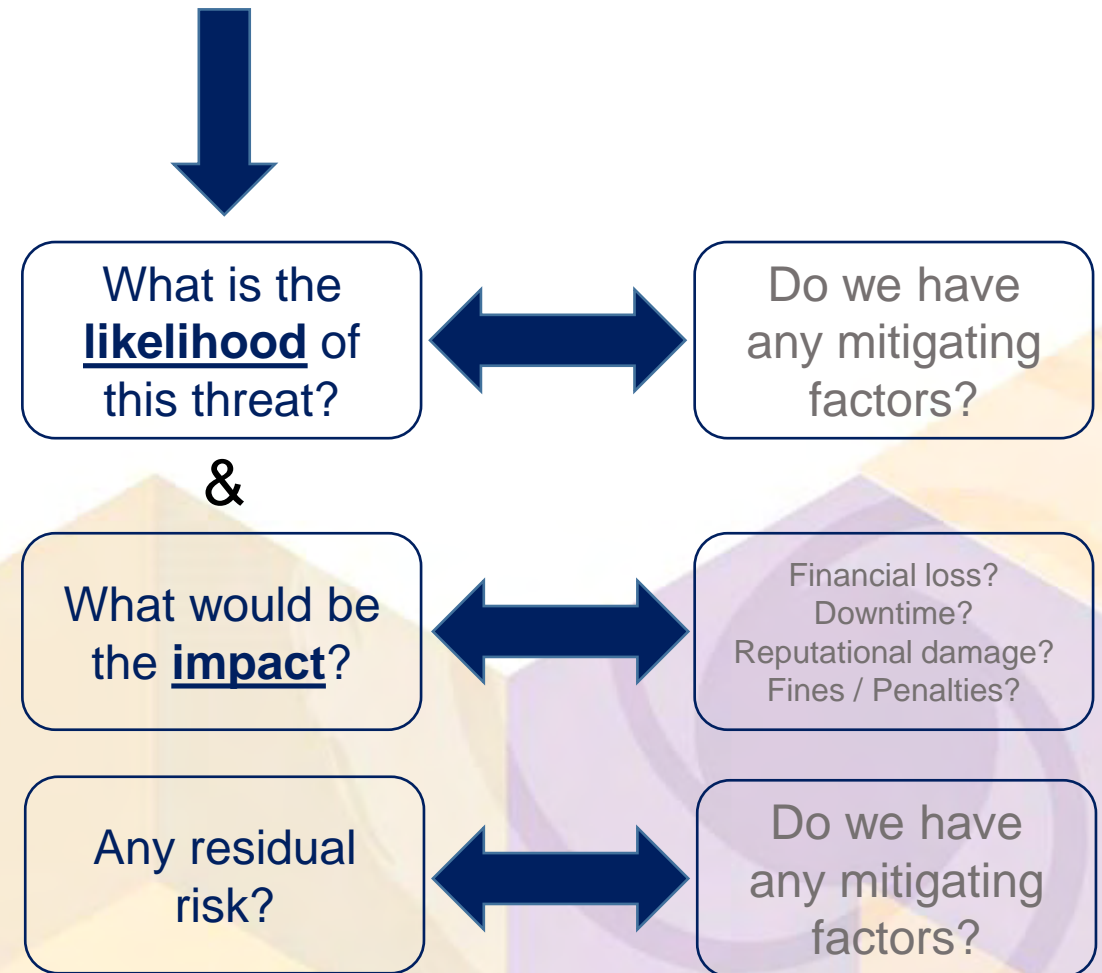 What is the
likelihood of
this threat?
Do we have
any mitigating
factors?
&
What would be
the impact?
Financial loss?
Downtime?
Reputational damage?
Fines / Penalties?
Any residual
risk?
Do we have
any mitigating
factors?